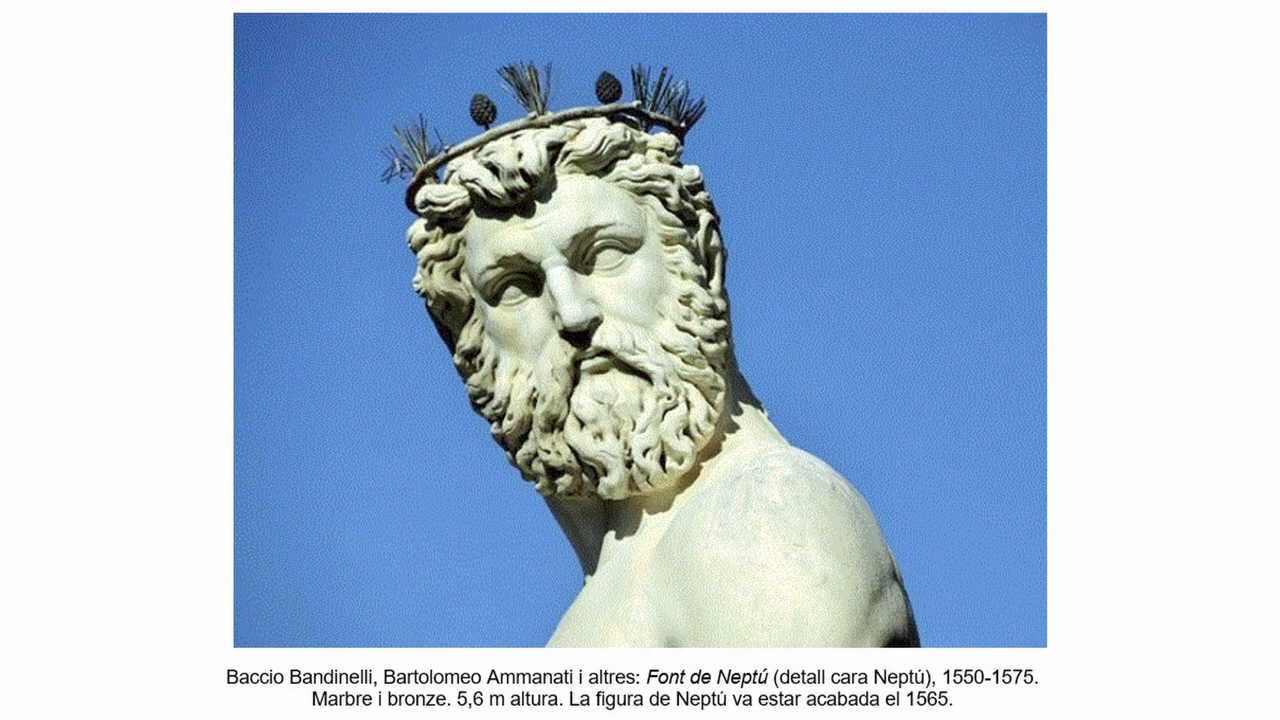 Baccio Bandinelli, Bartolomeo Ammanati i altres: Font de Neptú (detall cara Neptú), 1550-1575.
Marbre i bronze. 5,6 m altura. La figura de Neptú va estar acabada el 1565.